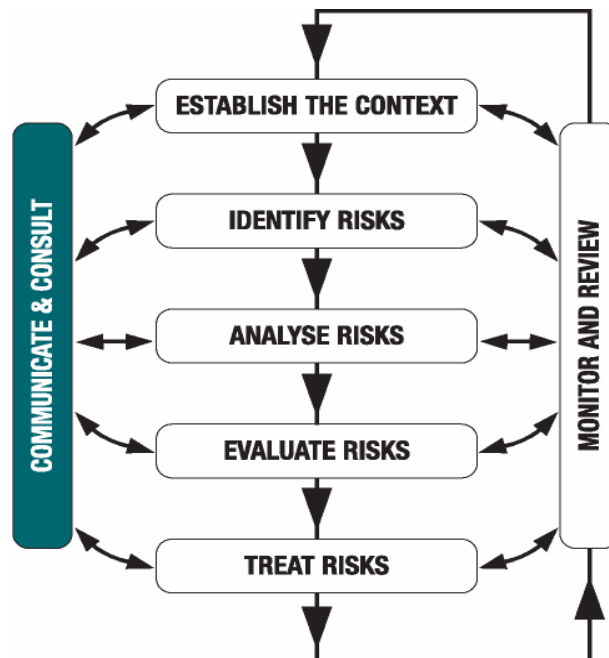 ESTABLISH THE CONTEXT
IDENTIFY RISKS
ANALYSE RISKS
EVALUATE RISKS
TREAT RISKS
COMMUNICATE & CONSULT
MONITOR AND REVIEW